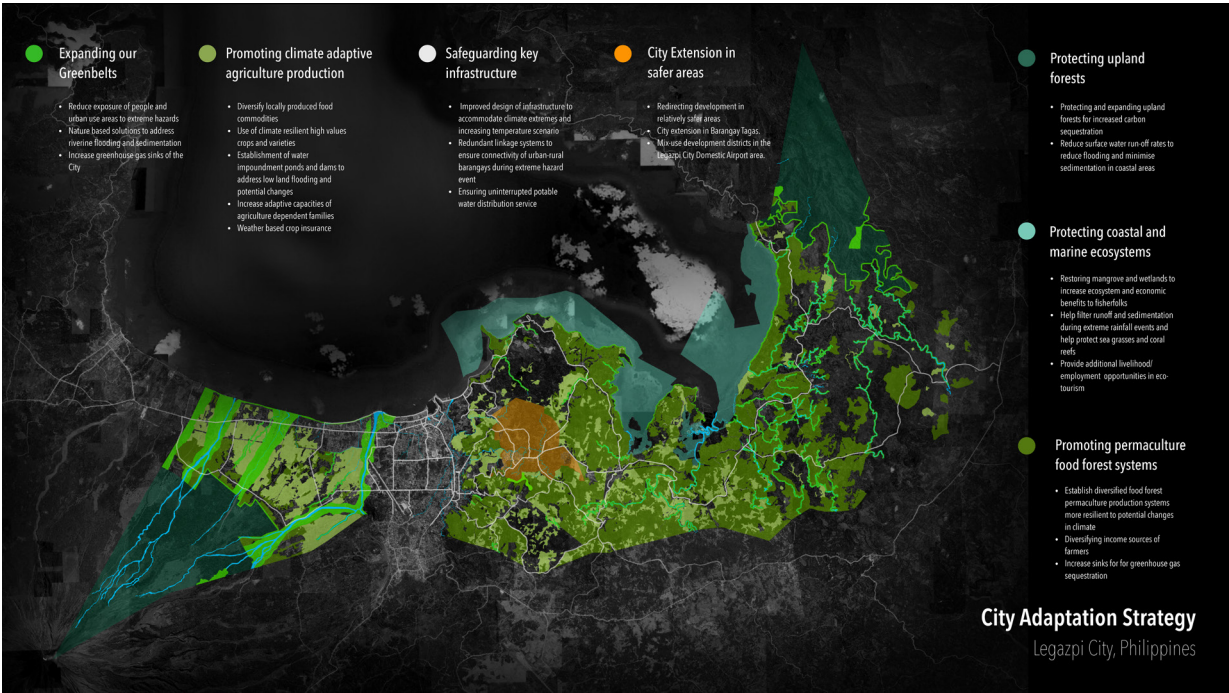 Expanding our
Greenbelts
• Reduce exposure of people and
urban use areas to extreme hazards
• Nature based solutions to address
riverine flooding and sedimentation
• Increase greenhouse gas sinks of the
City
Promoting climate adaptive
agriculture production
• Diversify locally produced food
commodities
• Use of climate resilient high values
crops and varieties
• Establishment of water
impoundment ponds and dams to
address low land flooding and
potential changes
• Increase adaptive capacities of
agriculture dependent families
• Weather based crop insurance
Safeguarding key
infrastructure
• Improved design of infrastructure to
accommodate climate extremes and
increasing temperature scenario
• Redundant linkage systems to
ensure connectivity of urban-rural
barangays during extreme hazard
event
• Ensuring uninterrupted potable
water distribution service
City Extension in
safer areas
• Redirecting development in
relatively safer areas
• City extension in Barangay Tagas.
• Mix-use development districts in the
Legazpi City Domestic Airport area.
Protecting upland
forests
• Protecting and expanding upland
forests for increased carbon
sequestration
• Reduce surface water run-off rates to
reduce flooding and minimise
sedimentation in coastal areas
Protecting coastal and
marine ecosystems
• Restoring mangrove and wetlands to
increase ecosystem and economic
benefits to fisherfolks
• Help filter runoff and sedimentation
during extreme rainfall events and
help protect sea grasses and coral
reefs
• Provide additional livelihood/
employment opportunities in eco-
tourism
Promoting permaculture
food forest systems
• Establish diversified food forest
permaculture production systems
more resilient to potential changes
in climate
• Diversifying income sources of
farmers
• Increase sinks for for greenhouse gas
sequestration
City Adaptation Strategy
Legazpi City, Philippines